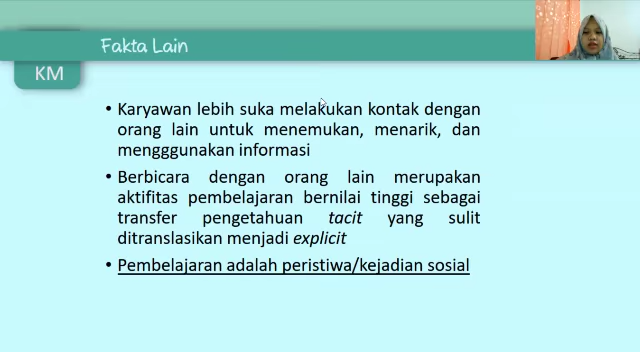 Fakta Lain
KM
• Karyawan lebih suka melakukan kontak dengan
orang lain untuk menemukan, menarik, dan
mengggunakan informasi
• Berbicara dengan orang lain merupakan
aktifitas pembelajaran bernilai tinggi sebagai
transfer pengetahuan tacit yang sulit
ditranslasikan menjadi explicit
• Pembelajaran adalah peristiwa/kejadian sosial